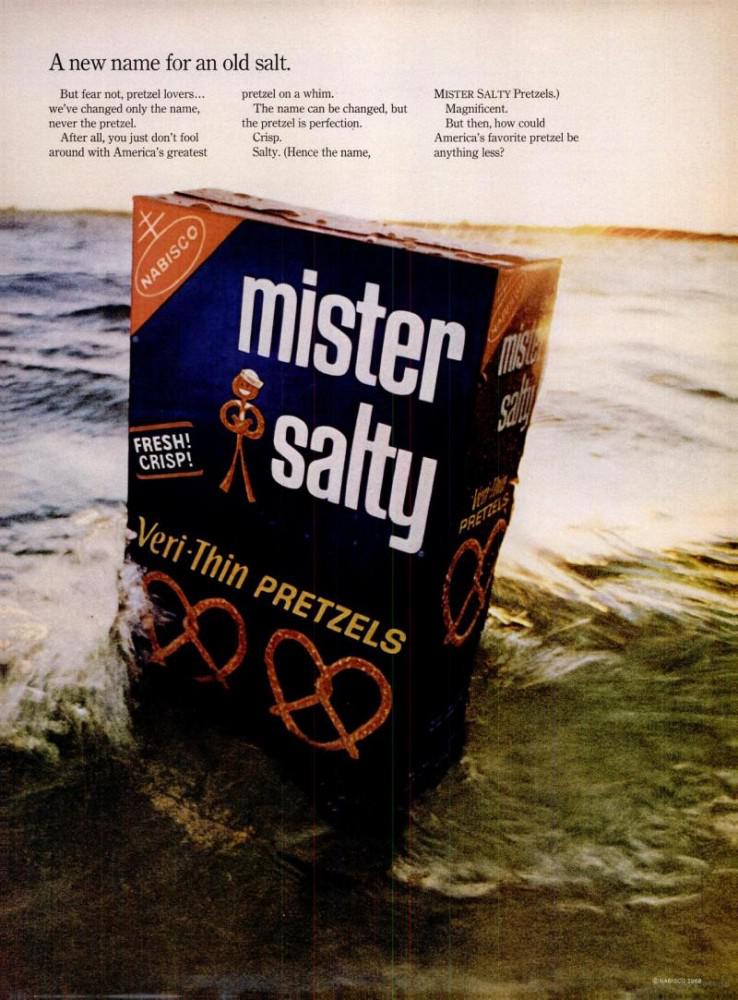 A new name for an old salt.
But fear not, pretzel lovers...
we've changed only the name,
never the pretzel.
After all, you just don't fool
around with America's greatest
pretzel on a whim.
The name can be changed, but
the pretzel is perfection.
Crisp.
Salty. (Hence the name,
MISTER SALTY Pretzels.)
Magnificent.
But then, how could
America's favorite pretzel be
anything less?
NABISCO
mister
salty
FRESH!
CRISP!
Veri-Thin PRETZELS
mister
salty
Veri-Thin
PRETZELS
© NABISCO 1968